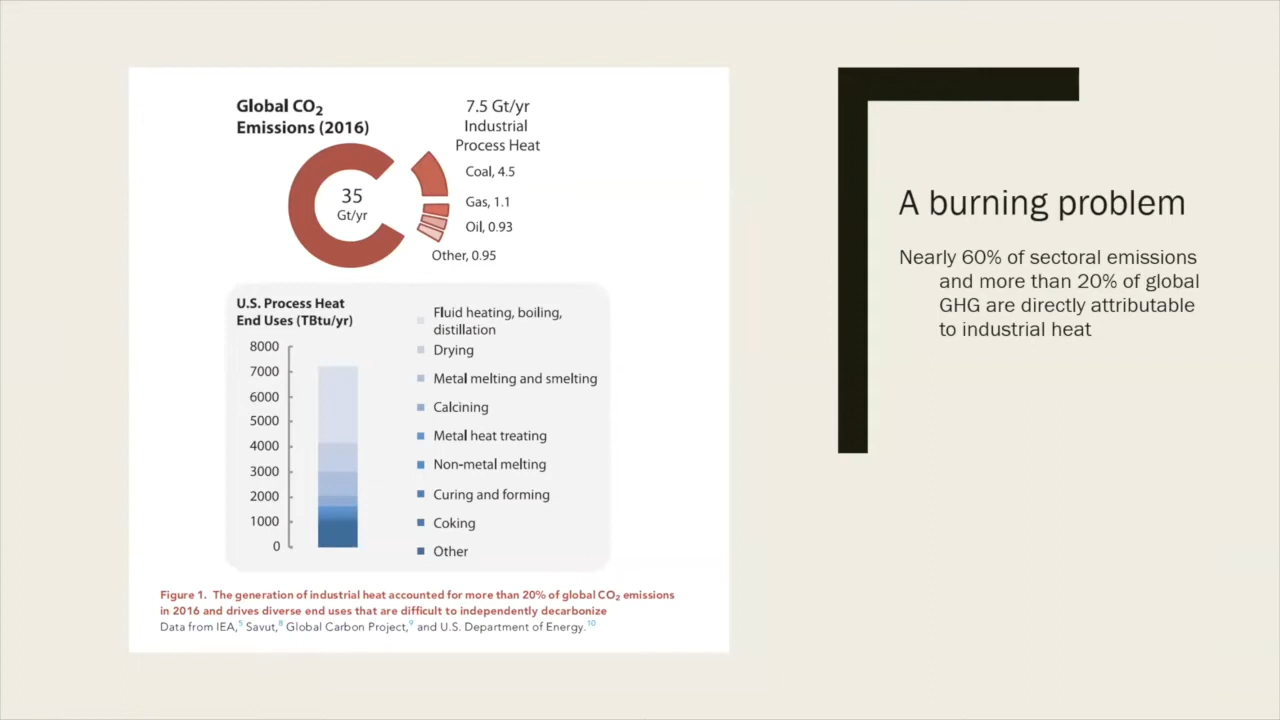 Global CO₂
Emissions (2016)
7.5 Gt/yr
Industrial
Process Heat
35
Gt/yr
Coal, 4.5
Gas, 1.1
Oil, 0.93
Other, 0.95
U.S. Process Heat
End Uses (TBtu/yr)
8000
7000
6000
5000
4000
3000
2000
1000
0
Fluid heating, boiling,
distillation
Drying
Metal melting and smelting
Calcining
Metal heat treating
Non-metal melting
Curing and forming
Coking
Other
Figure 1. The generation of industrial heat accounted for more than 20% of global CO₂ emissions
in 2016 and drives diverse end uses that are difficult to independently decarbonize
Data from IEA,⁵ Savut,⁸ Global Carbon Project,⁹ and U.S. Department of Energy.¹⁰
A burning problem
Nearly 60% of sectoral emissions
and more than 20% of global
GHG are directly attributable
to industrial heat